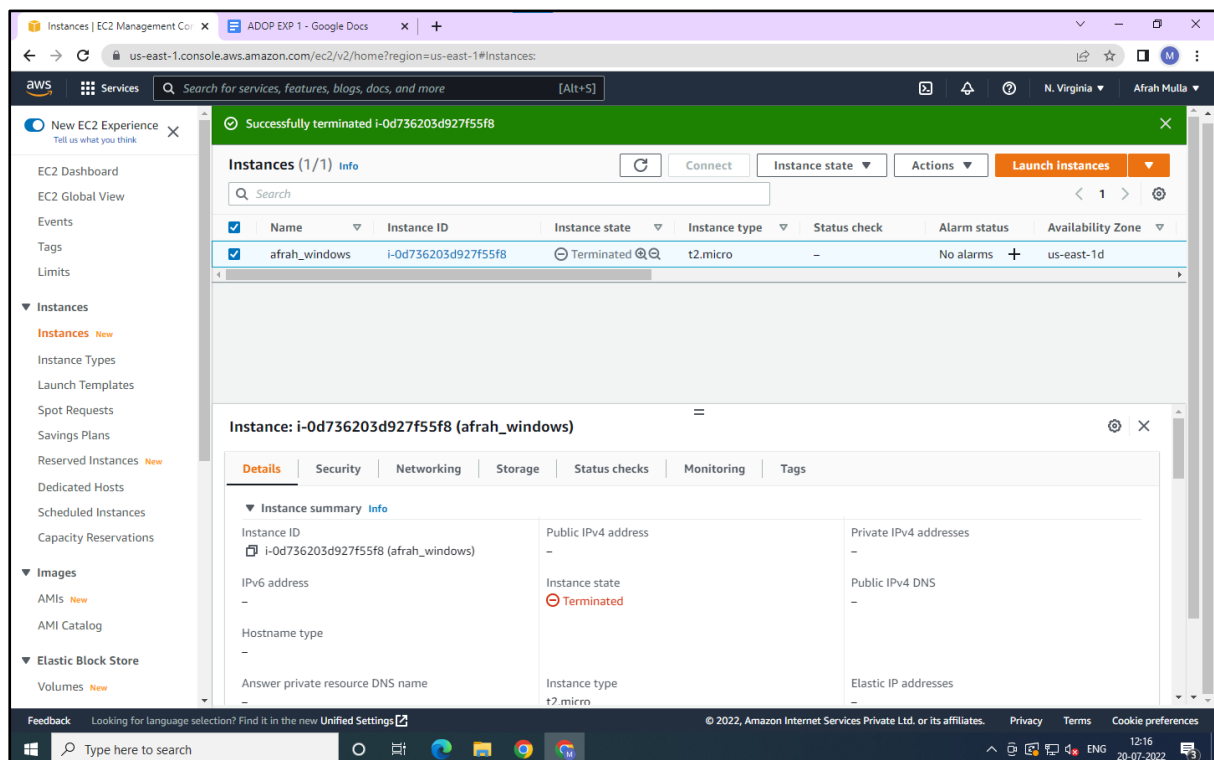 Instances | EC2 Management Con
ADOP EXP 1 - Google Docs
us-east-1.console.aws.amazon.com/ec2/v2/home?region=us-east-1#Instances:
M
aws
Services
Search for services, features, blogs, docs, and more
[Alt+S]
N. Virginia
Afrah Mulla
New EC2 Experience
Tell us what you think
EC2 Dashboard
EC2 Global View
Events
Tags
Limits
Instances
Instances New
Instance Types
Launch Templates
Spot Requests
Savings Plans
Reserved Instances New
Dedicated Hosts
Scheduled Instances
Capacity Reservations
Images
AMIs New
AMI Catalog
Elastic Block Store
Volumes New
Successfully terminated i-0d736203d927f55f8
Instances (1/1) Info
Connect
Instance state
Actions
Launch instances
Search
1
Name Instance ID Instance state Instance type Status check Alarm status Availability Zone
afrah_windows i-0d736203d927f55f8 Terminated t2.micro – No alarms + us-east-1d
Instance: i-0d736203d927f55f8 (afrah_windows)
Details Security Networking Storage Status checks Monitoring Tags
Instance summary Info
Instance ID Public IPv4 address Private IPv4 addresses
i-0d736203d927f55f8 (afrah_windows) – –
IPv6 address Instance state Public IPv4 DNS
– Terminated –
Hostname type
–
Answer private resource DNS name Instance type Elastic IP addresses
– t2.micro –
Feedback Looking for language selection? Find it in the new Unified Settings © 2022, Amazon Internet Services Private Ltd. or its affiliates. Privacy Terms Cookie preferences
Type here to search
ENG
12:16
20-07-2022
3